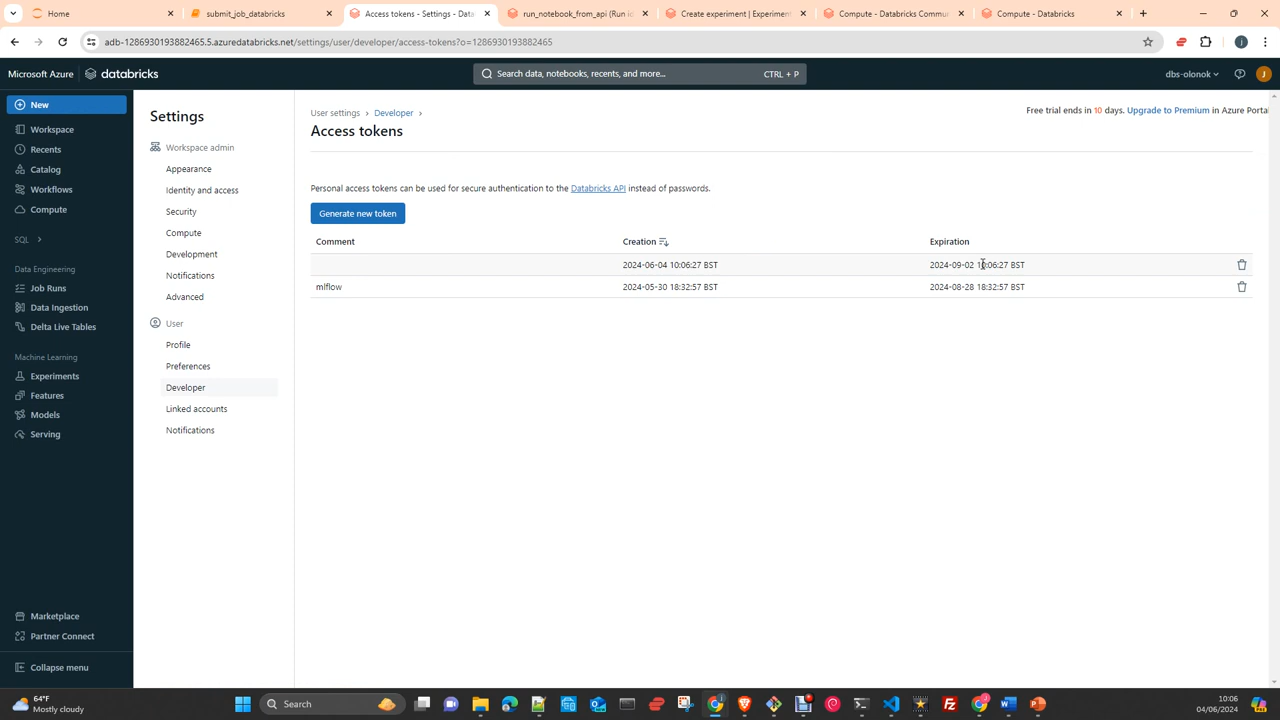 Home
submit_job_databricks
Access tokens - Settings - Data
run_notebook_from_api (Run id
Create experiment | Experiment
Compute - Databricks Commu
Compute - Databricks
adb-1286930193882465.5.azuredatabricks.net/settings/user/developer/access-tokens?o=1286930193882465
Microsoft Azure
databricks
Search data, notebooks, recents, and more...
CTRL + P
dbs-olonok
J
New
Workspace
Recents
Catalog
Workflows
Compute
SQL
Data Engineering
Job Runs
Data Ingestion
Delta Live Tables
Machine Learning
Experiments
Features
Models
Serving
Marketplace
Partner Connect
Collapse menu
Settings
Workspace admin
Appearance
Identity and access
Security
Compute
Development
Notifications
Advanced
User
Profile
Preferences
Developer
Linked accounts
Notifications
User settings > Developer >
Free trial ends in 10 days. Upgrade to Premium in Azure Porta
Access tokens
Personal access tokens can be used for secure authentication to the Databricks API instead of passwords.
Generate new token
Comment Creation Expiration
2024-06-04 10:06:27 BST 2024-09-02 10:06:27 BST
mlflow 2024-05-30 18:32:57 BST 2024-08-28 18:32:57 BST
64°F
Mostly cloudy
Search
10:06
04/06/2024